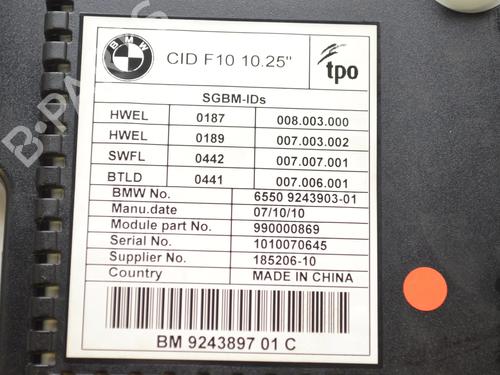 BMW
CID F10 10.25"
tpo
SGBM-IDs
HWEL 0187 008.003.000
HWEL 0189 007.003.002
SWFL 0442 007.007.001
BTLD 0441 007.006.001
BMW No. 6550 9243903-01
Manu.date 07/10/10
Module part No. 990000869
Serial No. 1010070645
Supplier No. 185206-10
Country MADE IN CHINA
BM 9243897 01 C
B-PARTS